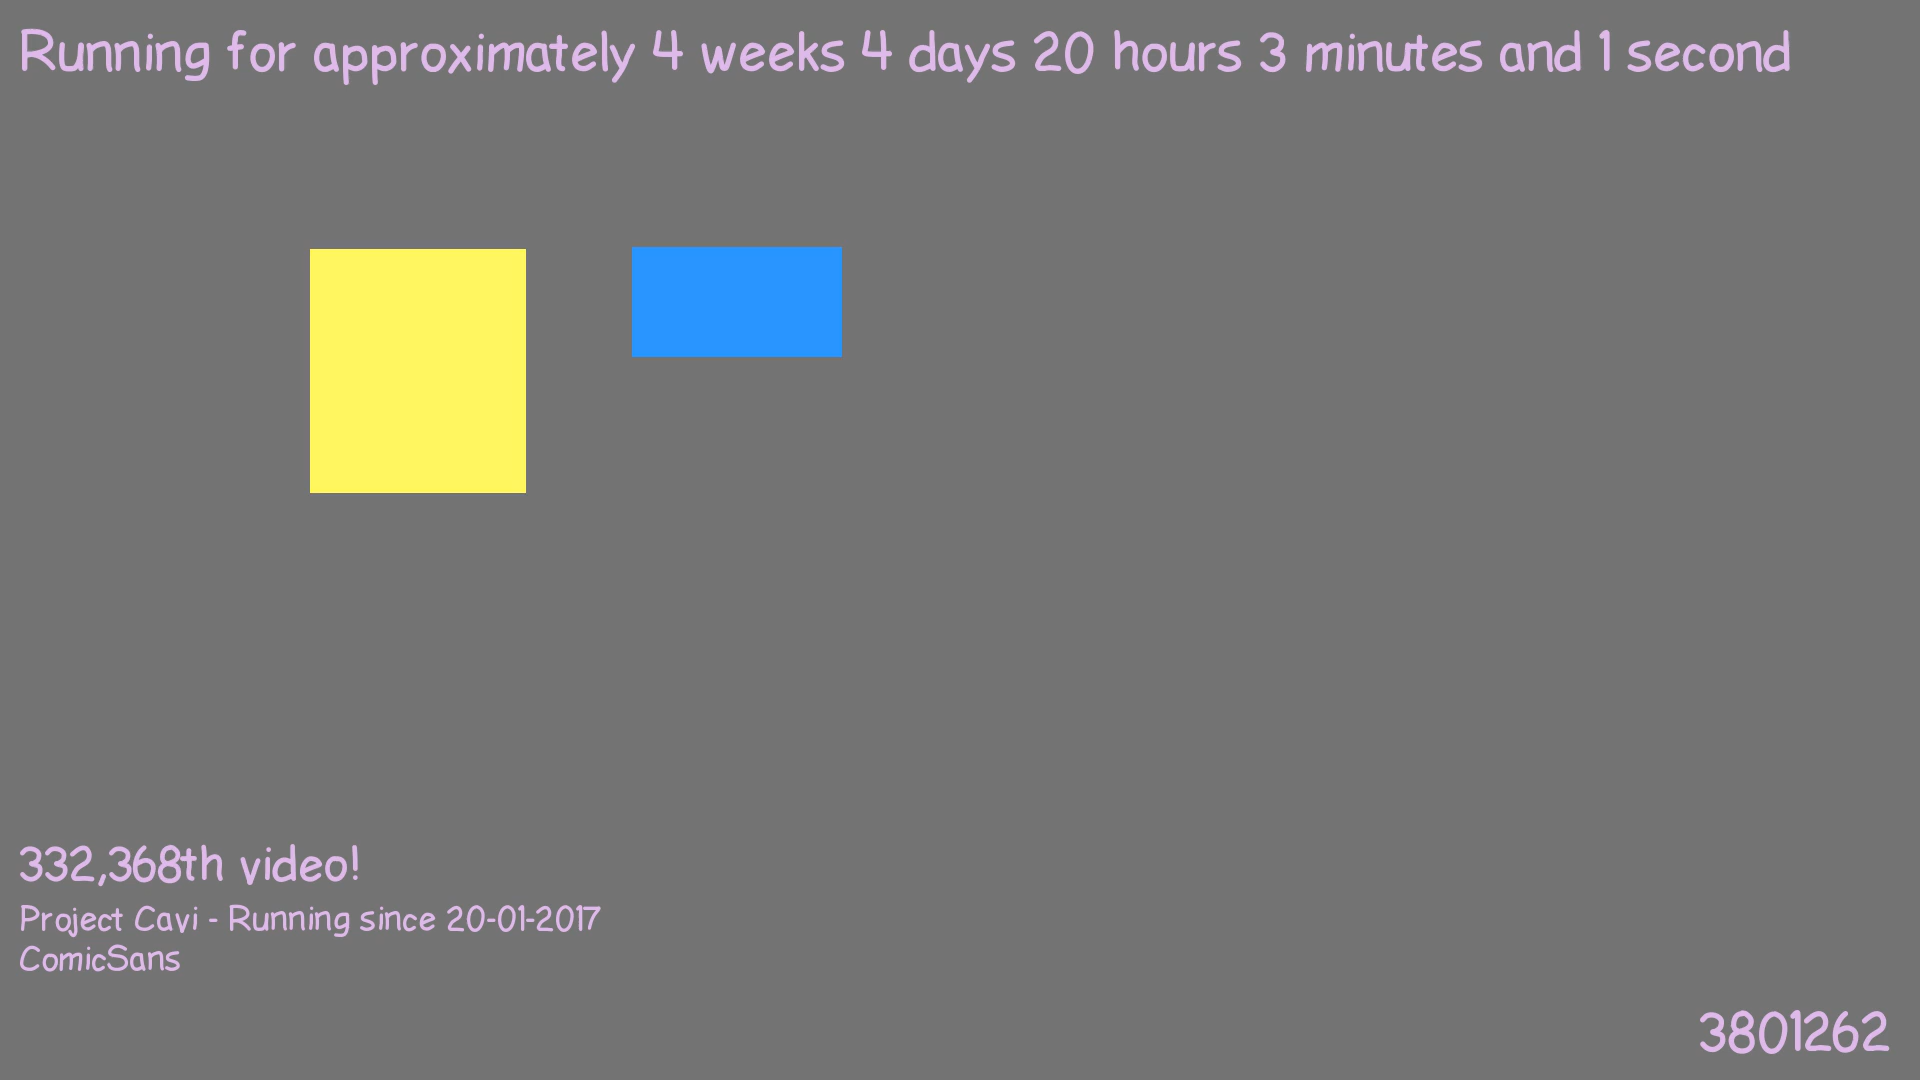 Running for approximately 4 weeks 4 days 20 hours 3 minutes and 1 second
332,368th video!
Project Cavi - Running since 20-01-2017
ComicSans
3801262